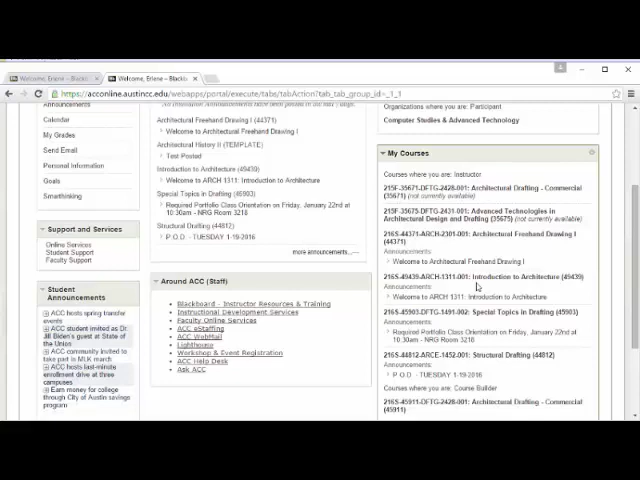 Welcome, Erlene – Blackb
Welcome, Erlene – Blackb
https://acconline.austincc.edu/webapps/portal/execute/tabs/tabAction?tab_tab_group_id=_1_1
Announcements
Calendar
My Grades
Send Email
Personal Information
Goals
Smarthinking
Support and Services
Online Services
Student Support
Faculty Support
Student
Announcements
ACC hosts spring transfer
events
ACC student invited as Dr.
Jill Biden's guest at State of
the Union
ACC community invited to
take part in MLK march
ACC hosts last-minute
enrollment drive at three
campuses
Earn money for college
through City of Austin savings
program
Architectural Freehand Drawing I (44371)
Welcome to Architectural Freehand Drawing I
Architectural History II (TEMPLATE)
Test Posted
Introduction to Architecture (49439)
Welcome to ARCH 1311: Introduction to Architecture
Special Topics in Drafting (45903)
Required Portfolio Class Orientation on Friday, January 22nd at
10:30am - NRG Room 3218
Structural Drafting (44812)
P.O.D. - TUESDAY 1-19-2016
more announcements...
Around ACC (Staff)
Blackboard - Instructor Resources & Training
Instructional Development Services
Faculty Online Services
ACC eStaffing
ACC WebMail
Lighthouse
Workshop & Event Registration
ACC Help Desk
Ask ACC
Organizations where you are: Participant
Computer Studies & Advanced Technology
My Courses
Courses where you are: Instructor
215F-35671-DFTG-2428-001: Architectural Drafting - Commercial
(35671) (not currently available)
215F-35675-DFTG-2431-001: Advanced Technologies in
Architectural Design and Drafting (35675) (not currently available)
216S-44371-ARCH-2301-001: Architectural Freehand Drawing I
(44371)
Announcements:
Welcome to Architectural Freehand Drawing I
216S-49439-ARCH-1311-001: Introduction to Architecture (49439)
Announcements:
Welcome to ARCH 1311: Introduction to Architecture
216S-45903-DFTG-1491-002: Special Topics in Drafting (45903)
Announcements:
Required Portfolio Class Orientation on Friday, January 22nd at
10:30am - NRG Room 3218
216S-44812-ARCE-1452-001: Structural Drafting (44812)
Announcements:
P.O.D. - TUESDAY 1-19-2016
Courses where you are: Course Builder
216S-45911-DFTG-2428-001: Architectural Drafting - Commercial
(45911)